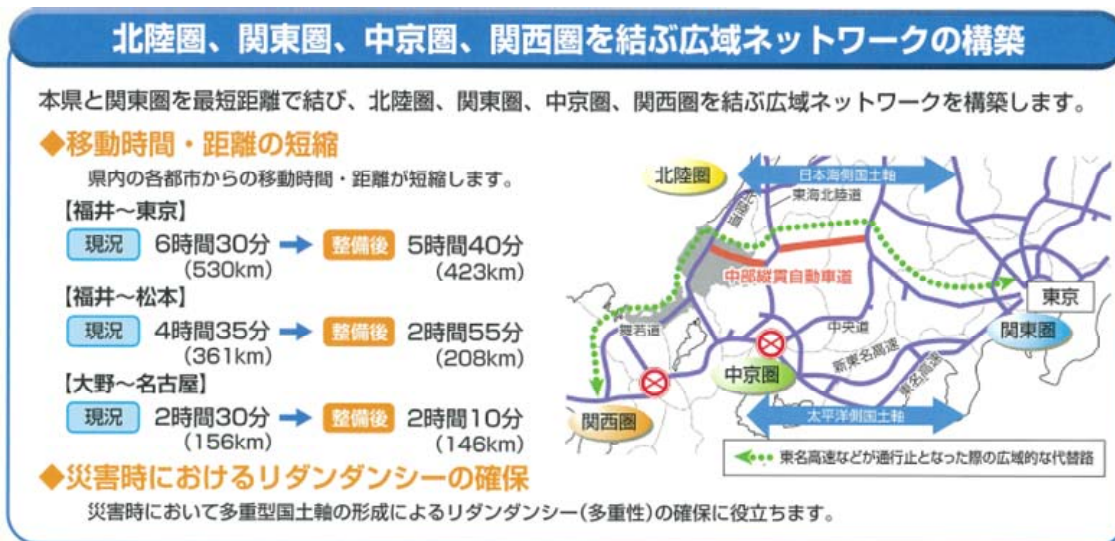 北陸圏、関東圏、中京圏、関西圏を結ぶ広域ネットワークの構築
本県と関東圏を最短距離で結び、北陸圏、関東圏、中京圏、関西圏を結ぶ広域ネットワークを構築します。
◆移動時間・距離の短縮
県内の各都市からの移動時間・距離が短縮します。
【福井〜東京】
現況 6時間30分 整備後 5時間40分
(530km) (423km)
【福井〜松本】
現況 4時間35分 整備後 2時間55分
(361km) (208km)
【大野〜名古屋】
現況 2時間30分 整備後 2時間10分
(156km) (146km)
北陸圏
日本海側国土軸
東海北陸道
北陸道
中部縦貫自動車道
東京
関東圏
舞若道
中央道
新東名高速
東名高速
中京圏
関西圏
太平洋側国土軸
東名高速などが通行止となった際の広域的な代替路
◆災害時におけるリダンダンシーの確保
災害時において多重型国土軸の形成によるリダンダンシー(多重性)の確保に役立ちます。